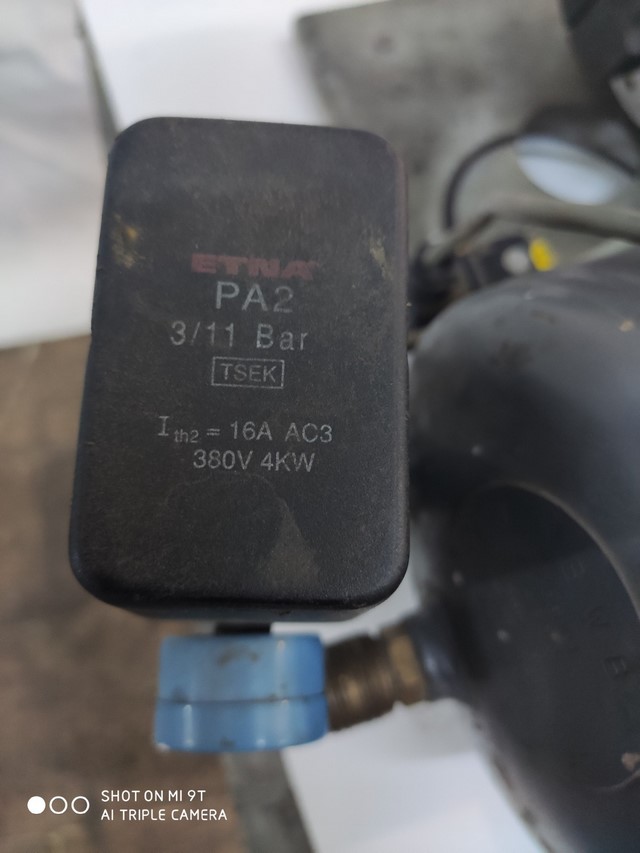 ETNA
PA2
3/11 Bar
TSEK
Ith2 = 16A AC3
380V 4KW
SHOT ON MI 9T
AI TRIPLE CAMERA